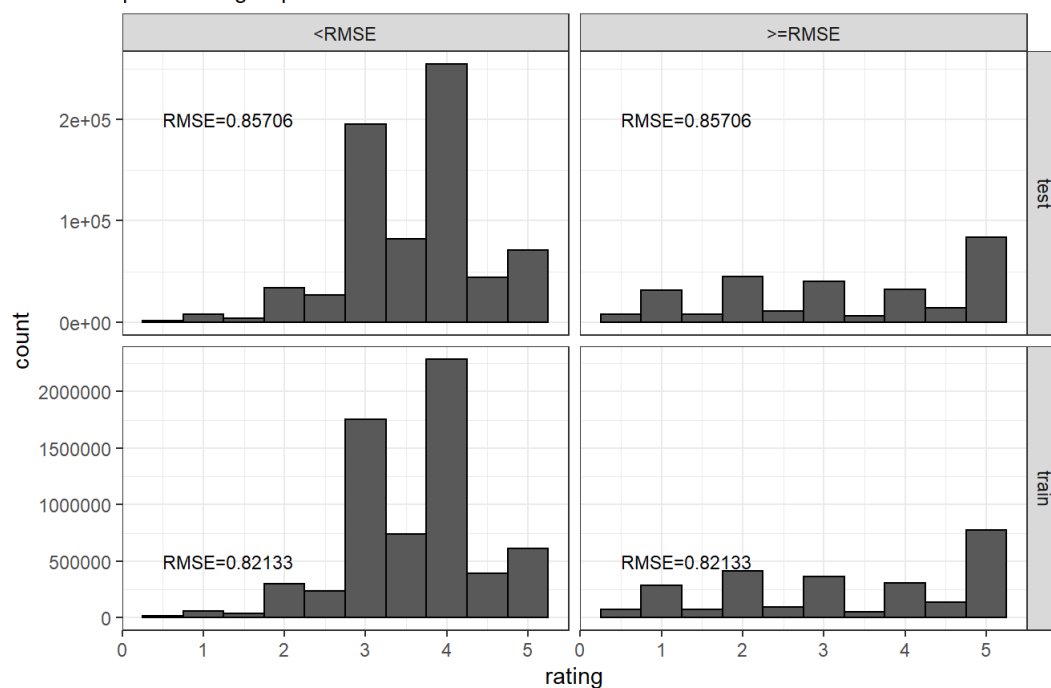 <RMSE
>=RMSE
2e+05
1e+05
0e+00
RMSE=0.85706
RMSE=0.85706
test
count
2000000
1500000
1000000
500000
0
RMSE=0.82133
RMSE=0.82133
train
0 1 2 3 4 5
0 1 2 3 4 5
rating